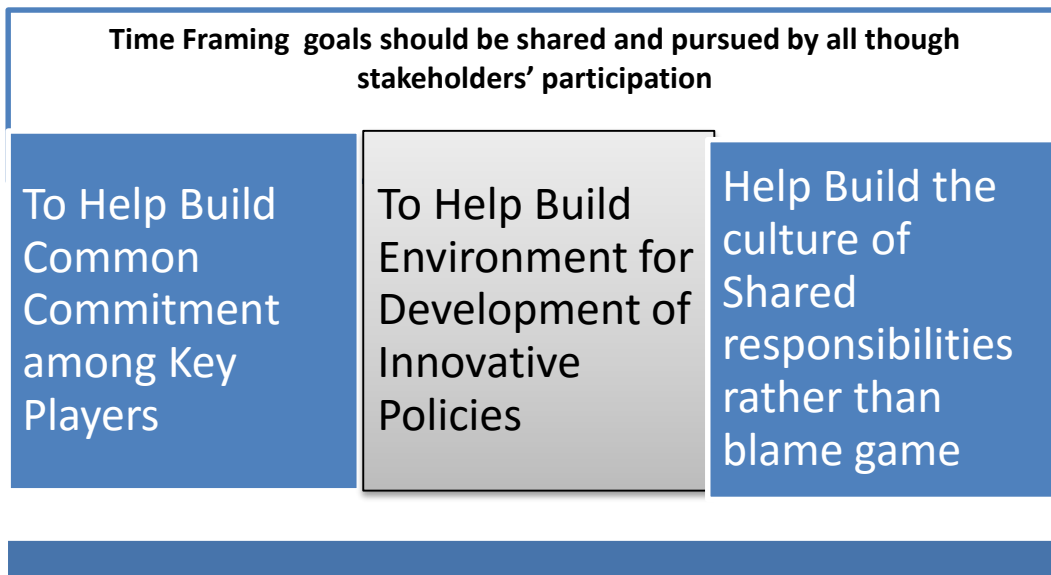 Time Framing  goals should be shared and pursued by all though
stakeholders’ participation
To Help Build
Common
Commitment
among Key
Players
To Help Build
Environment for
Development of
Innovative
Policies
Help Build the
culture of
Shared
responsibilities
rather than
blame game